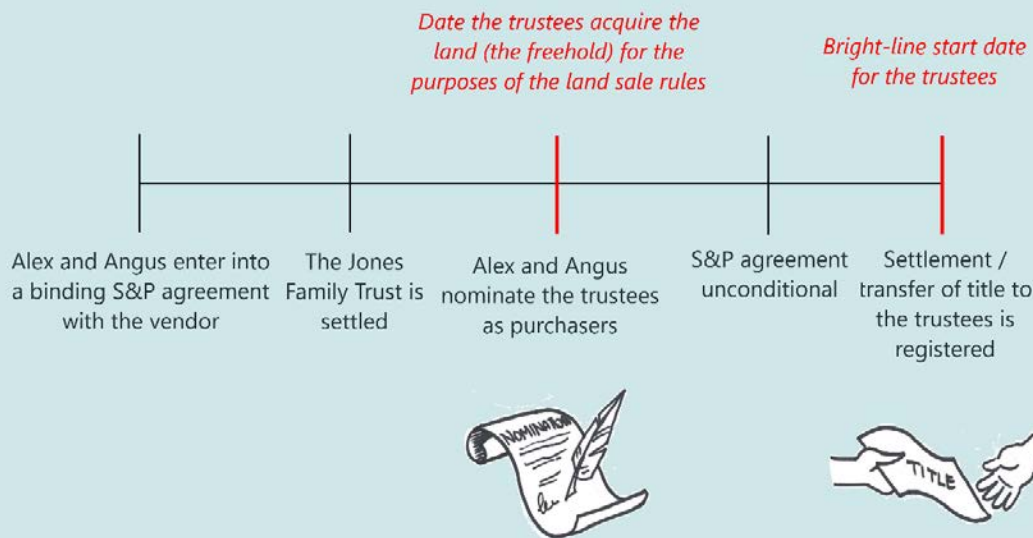 Date the trustees acquire the
land (the freehold) for the
purposes of the land sale rules
Bright-line start date
for the trustees
Alex and Angus enter into
a binding S&P agreement
with the vendor
The Jones
Family Trust is
settled
Alex and Angus
nominate the trustees
as purchasers
S&P agreement
unconditional
Settlement /
transfer of title to
the trustees is
registered
NOMINATION
TITLE